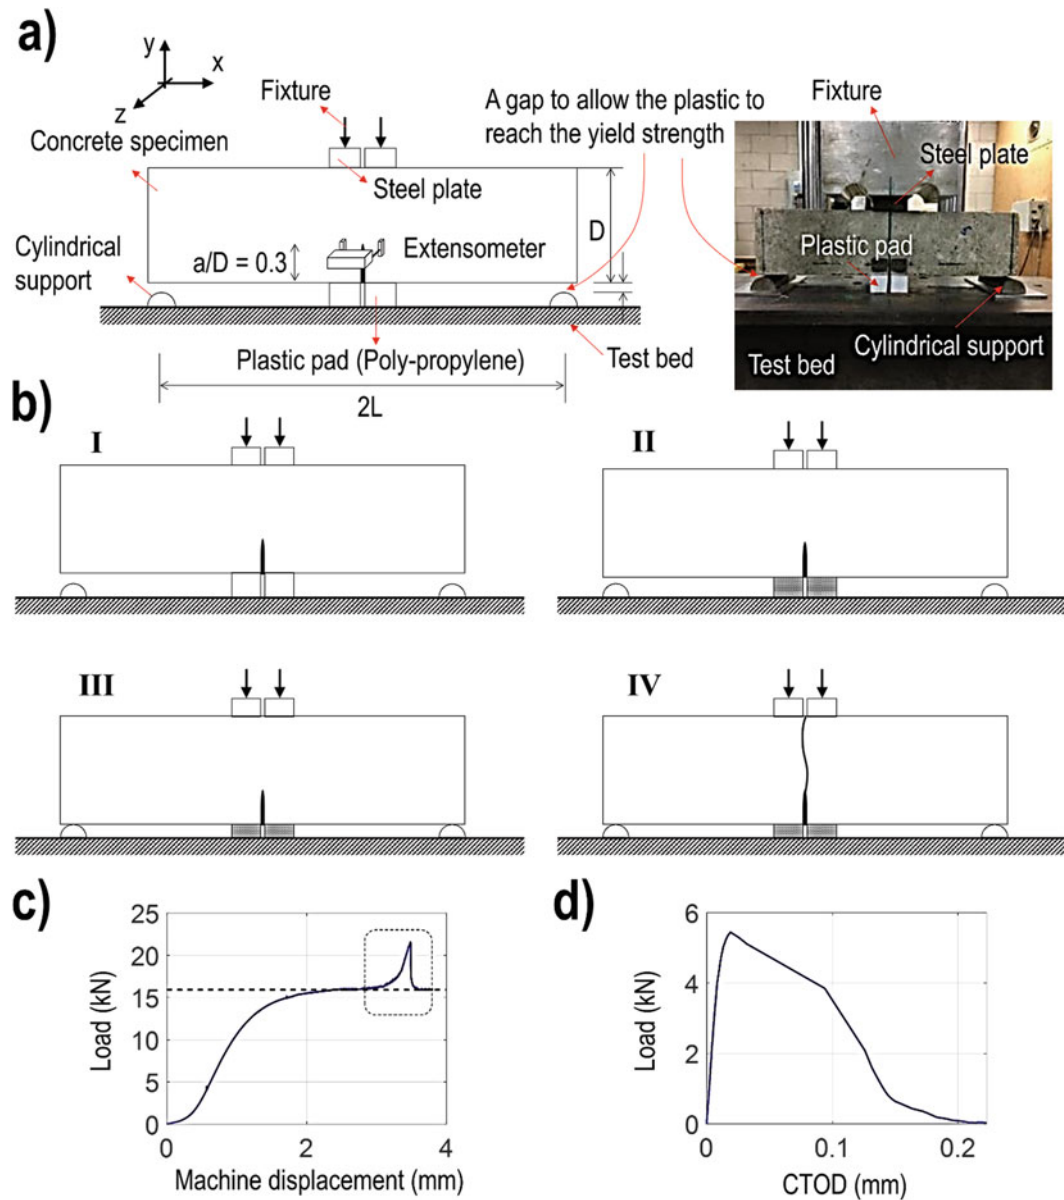 a)
y
x
z
Fixture
Concrete specimen
Steel plate
A gap to allow the plastic to
reach the yield strength
Fixture
Steel plate
Plastic pad
Cylindrical support
Test bed
D
a/D = 0.3
Extensometer
Cylindrical
support
Plastic pad (Poly-propylene)
Test bed
2L
b)
I
II
III
IV
c)
Load (kN)
25
20
15
10
5
0
0
2
4
Machine displacement (mm)
d)
Load (kN)
6
4
2
0
0
0.1
0.2
CTOD (mm)